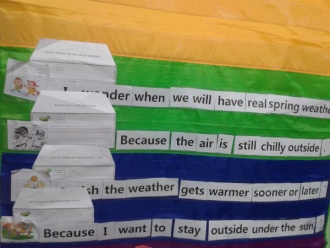 wonder when we will have real spring weathe
Because the air is still chilly outside.
the weather gets warmer sooner or later.
Because I want to stay outside under the sun.